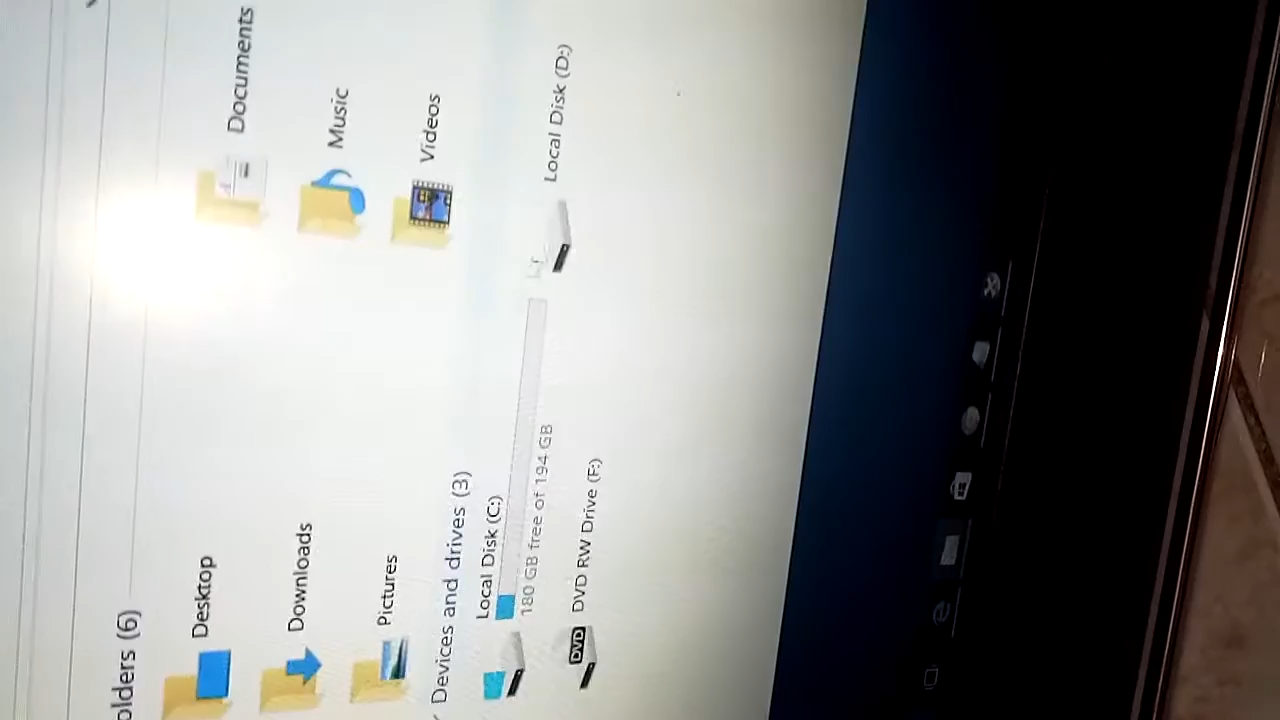 olders (6)
Desktop
Documents
Downloads
Music
Pictures
Videos
Devices and drives (3)
Local Disk (C:)
180 GB free of 194 GB
Local Disk (D:)
DVD
DVD RW Drive (F:)